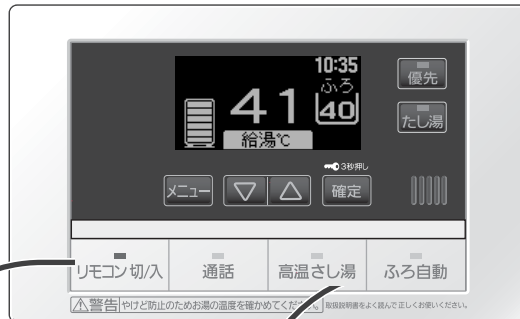 10:35
優先
ふろ
41
40
たし湯
給湯℃
3秒押し
メニュー
▽
△
確定
リモコン切/入
通話
高温さし湯
ふろ自動
⚠警告 やけど防止のためお湯の温度を確かめてください。 取扱説明書をよく読んで正しくお使いください。